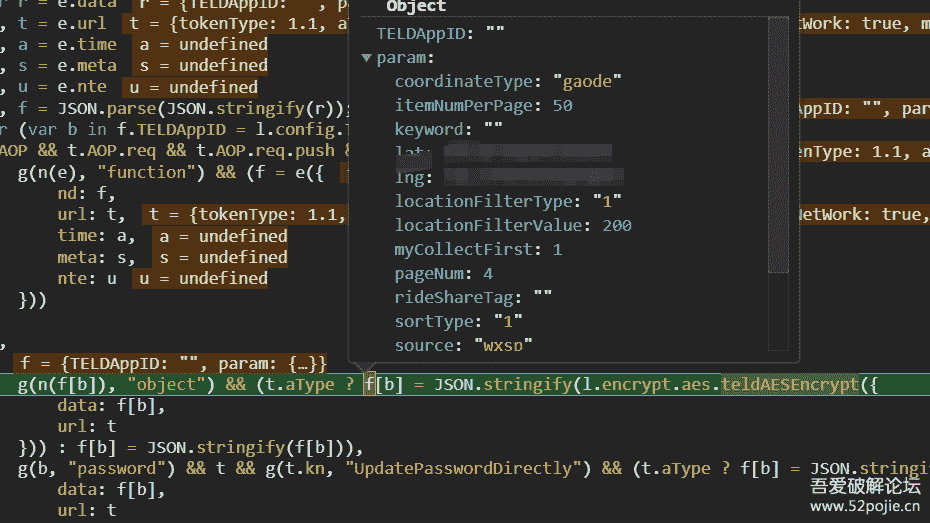 r = e.data r = {TELDAppID: "", pa
Object
, t = e.url t = {tokenType: 1.1, a
tWork: true, m
TELDAppID: ""
, a = e.time a = undefined
param:
, s = e.meta s = undefined
coordinateType: "gaode"
, u = e.nte u = undefined
itemNumPerPage: 50
, f = JSON.parse(JSON.stringify(r));
AppID: "", par
keyword: ""
r (var b in f.TELDAppID = l.config.T
lat:
AOP && t.AOP.req && t.AOP.req.push &
enType: 1.1, a
lng:
g(n(e), "function") && (f = e({
nd: f,
locationFilterType: "1"
url: t, t = {tokenType: 1.1,
NetWork: true,
locationFilterValue: 200
time: a, a = undefined
myCollectFirst: 1
meta: s, s = undefined
pageNum: 4
nte: u u = undefined
rideShareTag: ""
}))
sortType: "1"
,
source: "wxsp"
f = {TELDAppID: "", param: {…}}
g(n(f[b]), "object") && (t.aType ? f[b] = JSON.stringify(l.encrypt.aes.teldAESEncrypt({
data: f[b],
url: t
})) : f[b] = JSON.stringify(f[b])),
g(b, "password") && t && g(t.kn, "UpdatePasswordDirectly") && (t.aType ? f[b] = JSON.stringif
data: f[b],
url: t
吾爱破解论坛
www.52pojie.cn